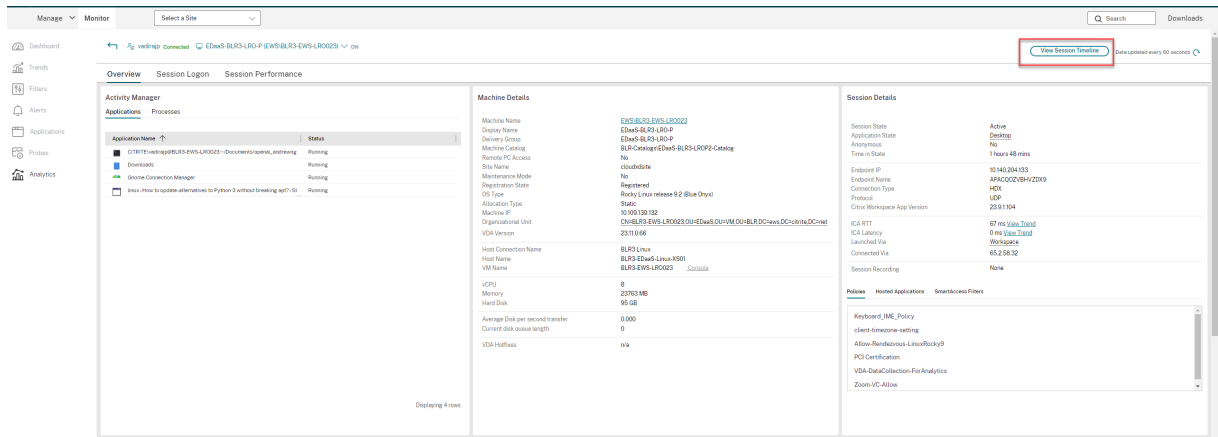 Manage Monitor Select a Site Search Downloads
Dashboard
Trends
Filters
Alerts
Applications
Probes
Analytics
vadirajp Connected EDaaS-BLR3-LRO-P (EWS\BLR3-EWS-LRO023) ON
View Session Timeline Data updated every 60 seconds
Overview Session Logon Session Performance
Activity Manager
Applications Processes
Application Name Status
CITRITE\vadirajp@BLR3-EWS-LRO023:~/Documents/openai_andrewng Running
Downloads Running
Gnome Connection Manager Running
linux - How to update-alternatives to Python 3 without breaking apt? - St Running
Displaying 4 rows
Machine Details
Machine Name EWS\BLR3-EWS-LRO023
Display Name EDaaS-BLR3-LRO-P
Delivery Group EDaaS-BLR3-LRO-P
Machine Catalog BLR-Catalogs\EDaaS-BLR3-LROP2-Catalog
Remote PC Access No
Site Name cloudxdsite
Maintenance Mode No
Registration State Registered
OS Type Rocky Linux release 9.2 (Blue Onyx)
Allocation Type Static
Machine IP 10.109.139.132
Organizational Unit CN=BLR3-EWS-LRO023,OU=EDaaS,OU=VM,OU=BLR,DC=ews,DC=citrite,DC=net
VDA Version 23.11.0.66
Host Connection Name BLR3 Linux
Host Name BLR3-EDaaS-Linux-XS01
VM Name BLR3-EWS-LRO023 Console
vCPU 8
Memory 23763 MB
Hard Disk 95 GB
Average Disk per second transfer 0.000
Current disk queue length 0
VDA Hotfixes n/a
Session Details
Session State Active
Application State Desktop
Anonymous No
Time in State 1 hours 48 mins
Endpoint IP 10.140.204.133
Endpoint Name APACQOZVBHVZDX9
Connection Type HDX
Protocol UDP
Citrix Workspace App Version 23.9.1.104
ICA RTT 67 ms View Trend
ICA Latency 0 ms View Trend
Launched Via Workspace
Connected Via 65.2.58.32
Session Recording None
Policies Hosted Applications SmartAccess Filters
Keyboard_IME_Policy
client-timezone-setting
Allow-Rendezvous-LinuxRocky9
PCI Certification
VDA-DataCollection-ForAnalytics
Zoom-VC-Allow